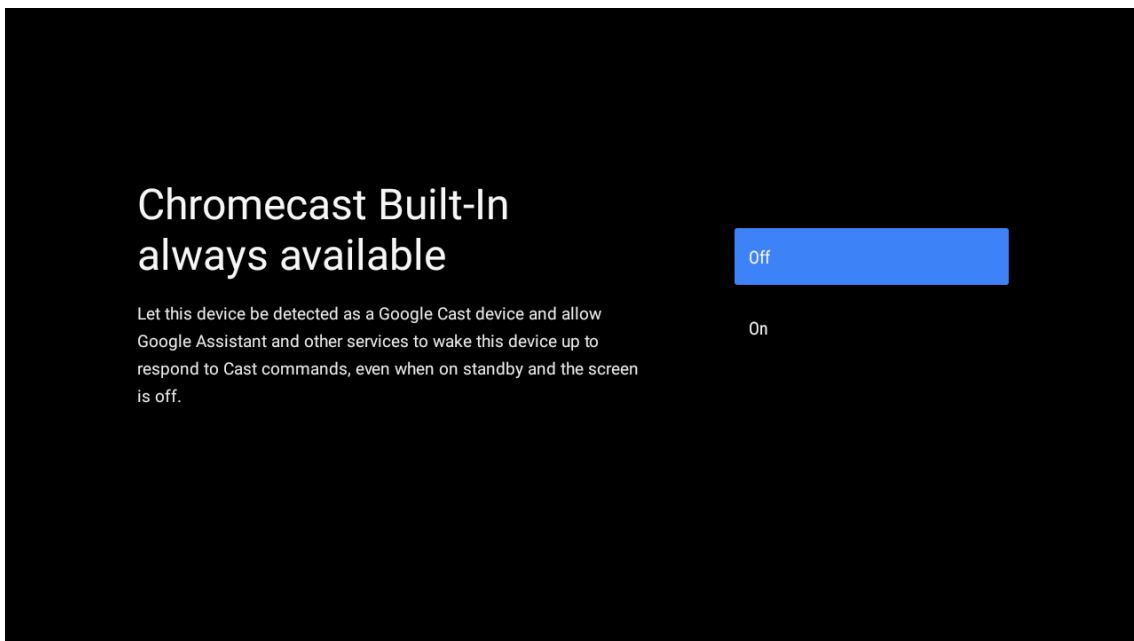 Chromecast Built-In
always available
Let this device be detected as a Google Cast device and allow
Google Assistant and other services to wake this device up to
respond to Cast commands, even when on standby and the screen
is off.
Off
On